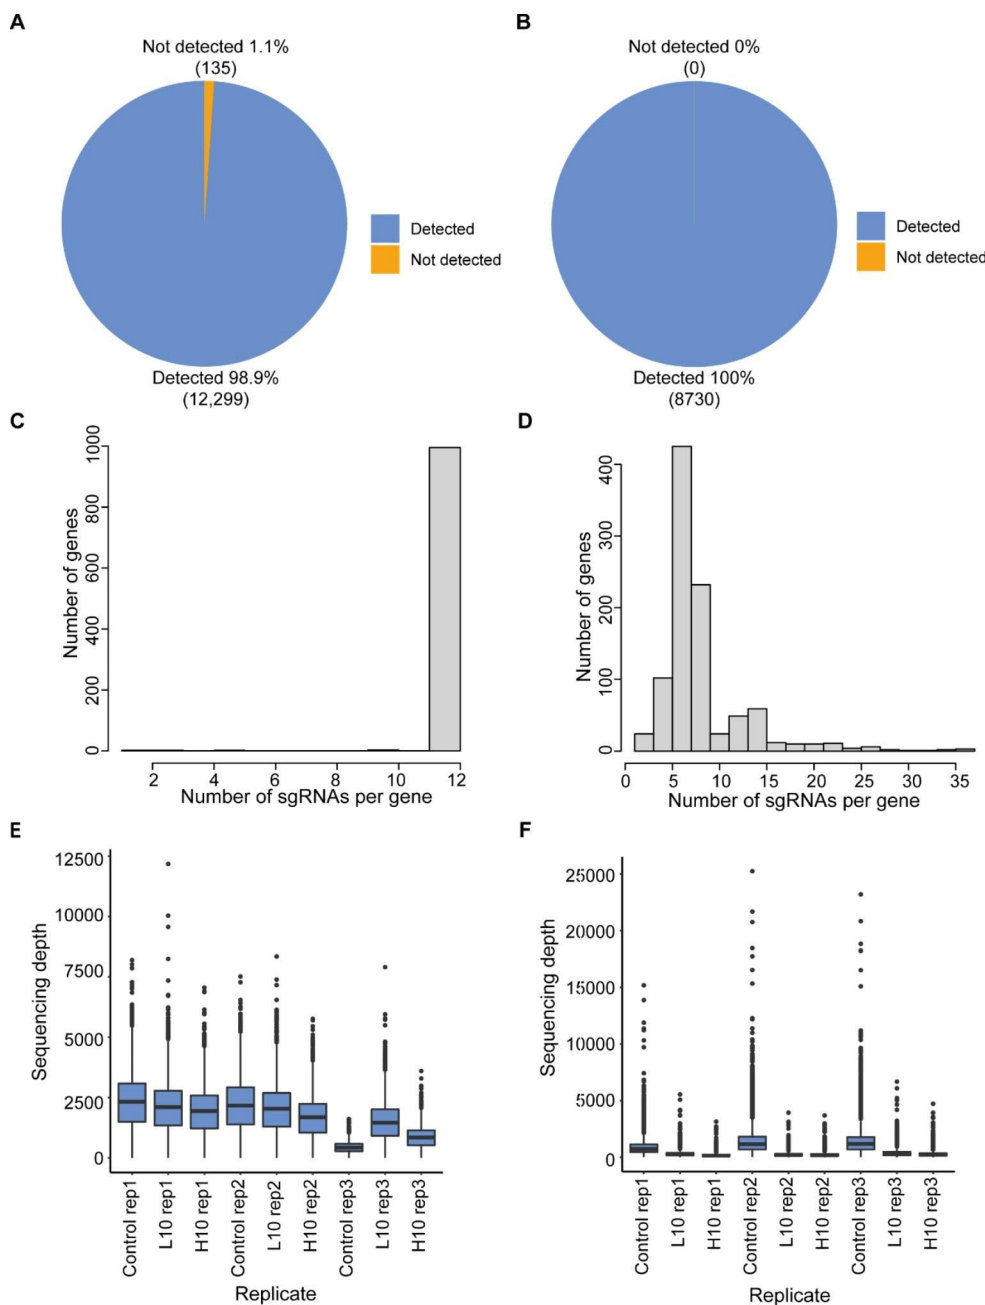 A
Not detected 1.1%
(135)
Detected
Not detected
Detected 98.9%
(12,299)
B
Not detected 0%
(0)
Detected
Not detected
Detected 100%
(8730)
C
Number of genes
0
200
400
600
800
1000
2
4
6
8
10
12
Number of sgRNAs per gene
D
Number of genes
0
100
200
300
400
0
5
10
15
20
25
30
35
Number of sgRNAs per gene
E
Sequencing depth
12500
10000
7500
5000
2500
0
Control rep1
L10 rep1
H10 rep1
Control rep2
L10 rep2
H10 rep2
Control rep3
L10 rep3
H10 rep3
Replicate
F
Sequencing depth
25000
20000
15000
10000
5000
0
Control rep1
L10 rep1
H10 rep1
Control rep2
L10 rep2
H10 rep2
Control rep3
L10 rep3
H10 rep3
Replicate